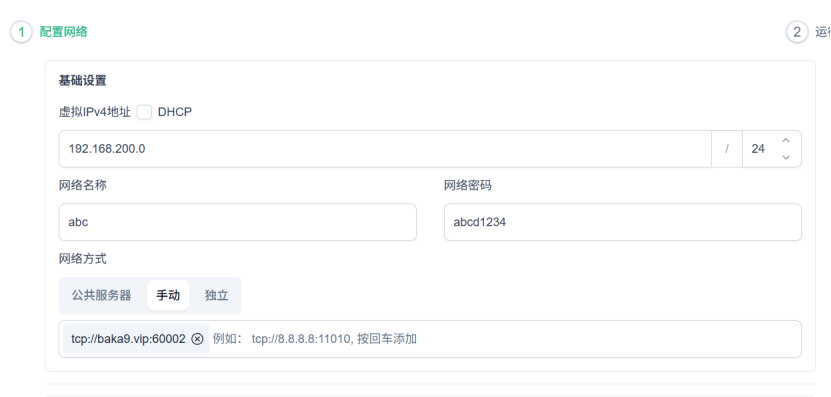 1 配置网络
2 运行
基础设置
虚拟IPv4地址 DHCP
192.168.200.0 / 24
网络名称 网络密码
abc abcd1234
网络方式
公共服务器 手动 独立
tcp://baka9.vip:60002 例如： tcp://8.8.8.8:11010, 按回车添加